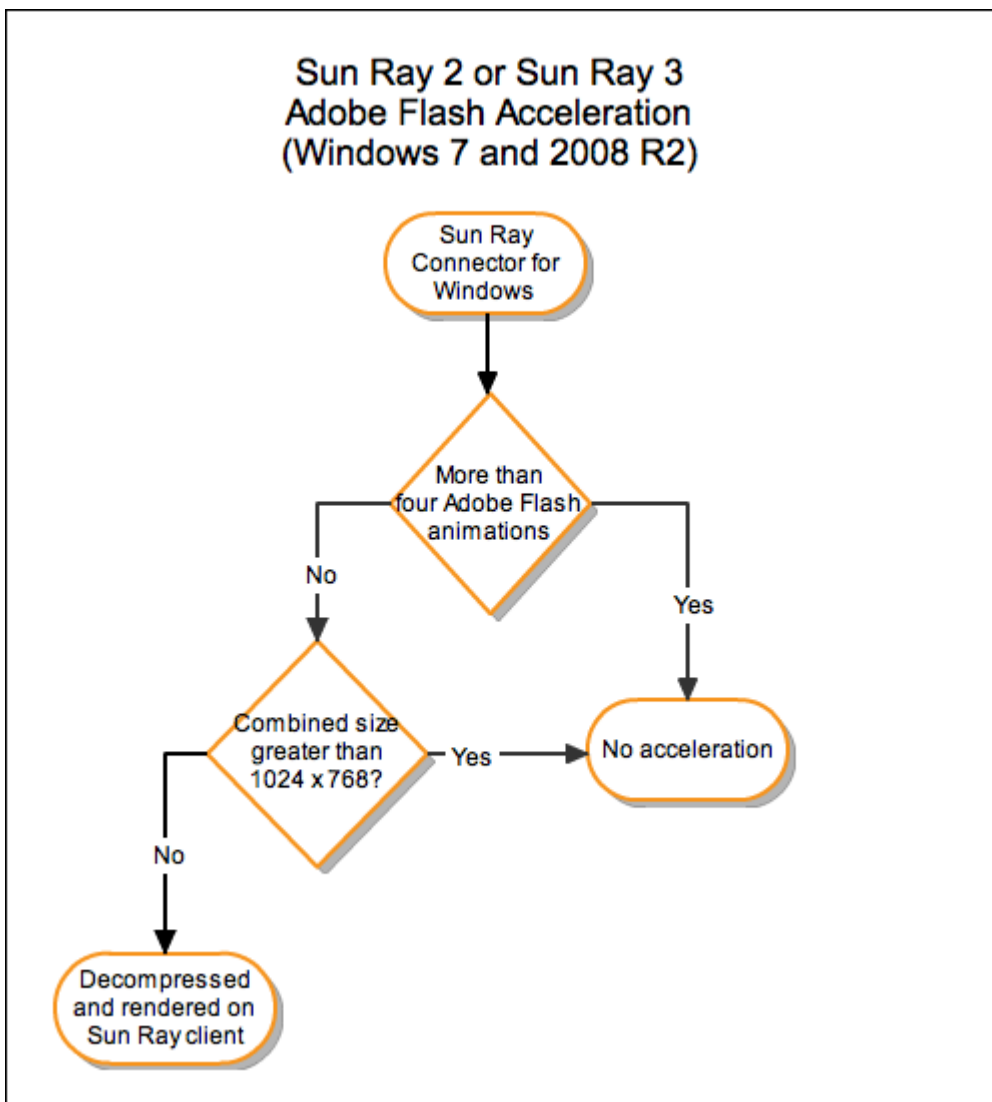 Sun Ray 2 or Sun Ray 3
Adobe Flash Acceleration
(Windows 7 and 2008 R2)
Sun Ray
Connector for
Windows
More than
four Adobe Flash
animations
No
Yes
Combined size
greater than
1024 x 768?
Yes
No acceleration
No
Decompressed
and rendered on
Sun Ray client